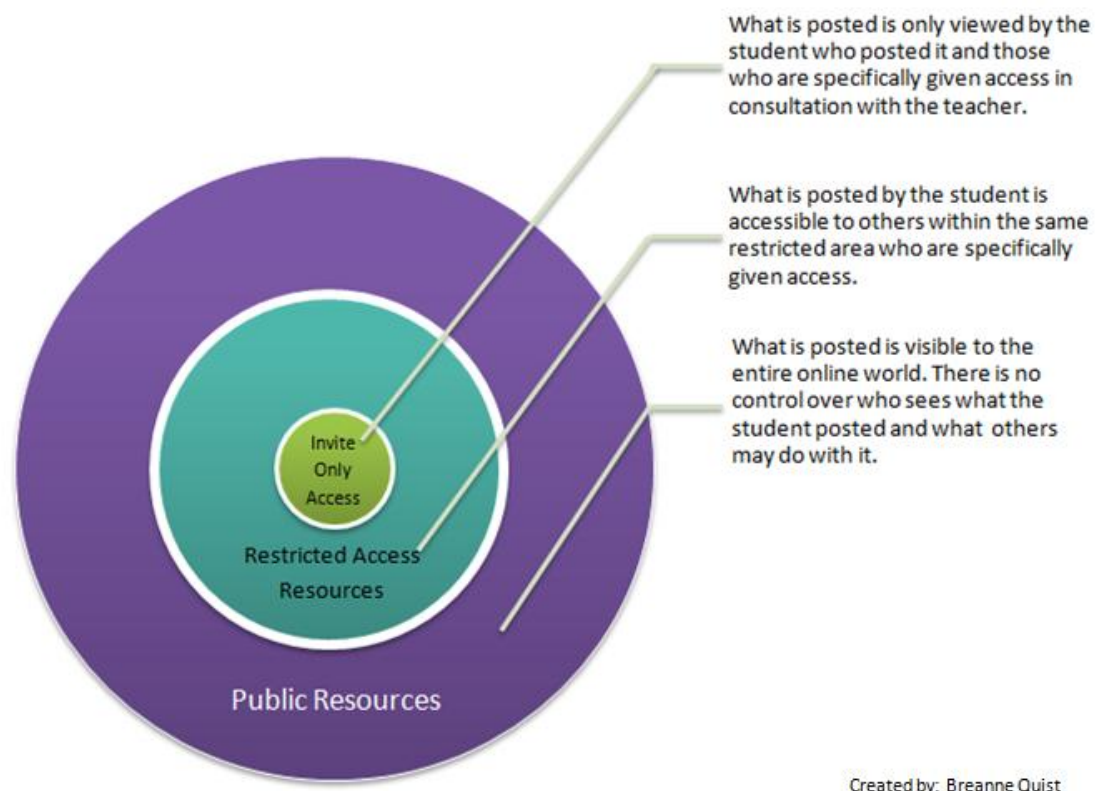 What is posted is only viewed by the
student who posted it and those
who are specifically given access in
consultation with the teacher.
What is posted by the student is
accessible to others within the same
restricted area who are specifically
given access.
What is posted is visible to the
entire online world. There is no
control over who sees what the
student posted and what others
may do with it.
Invite
Only
Access
Restricted Access
Resources
Public Resources
Created by: Breanne Quist